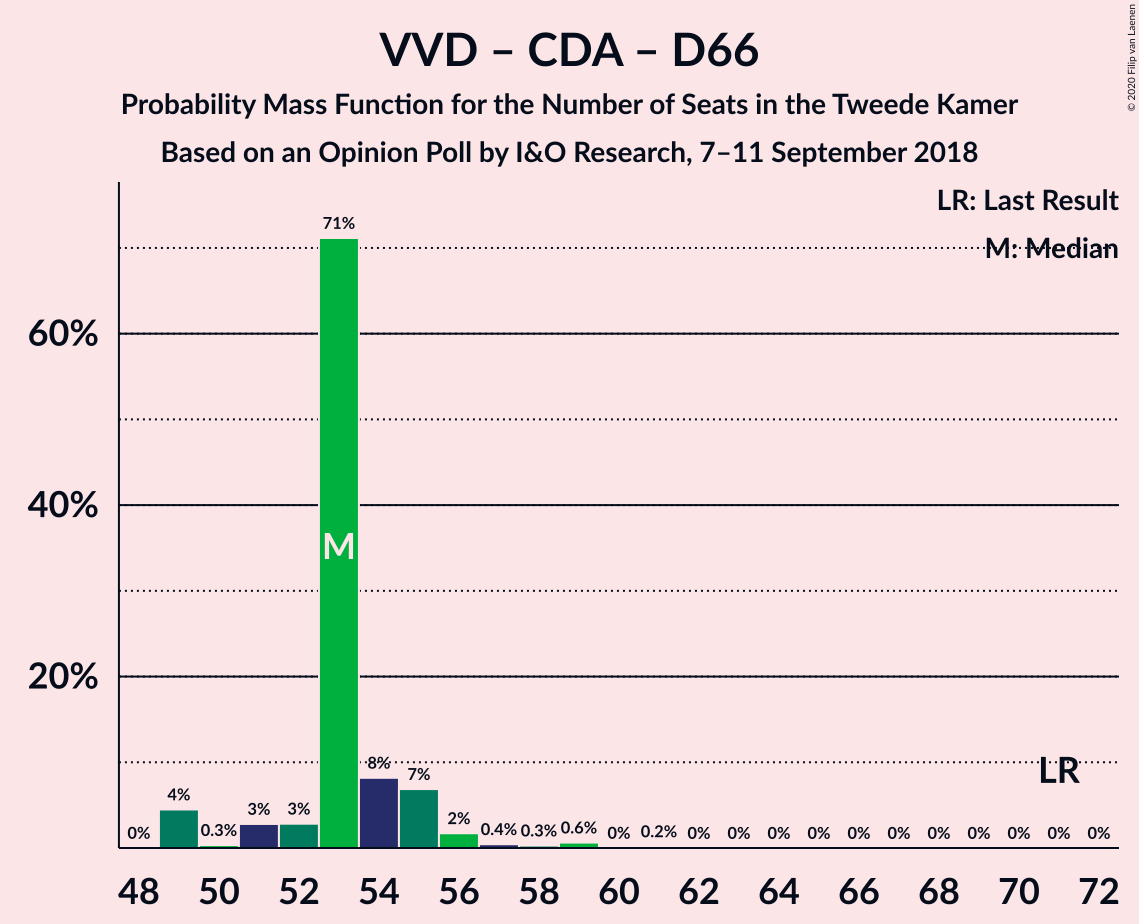 VVD – CDA – D66
Probability Mass Function for the Number of Seats in the Tweede Kamer
Based on an Opinion Poll by I&O Research, 7–11 September 2018
© 2020 Filip van Laenen
LR: Last Result
M: Median
60%
40%
20%
0% 4% 0.3% 3% 3% 71% 8% 7% 2% 0.4% 0.3% 0.6% 0% 0.2% 0% 0% 0% 0% 0% 0% 0% 0% 0% 0% 0%
M
LR
48 50 52 54 56 58 60 62 64 66 68 70 72